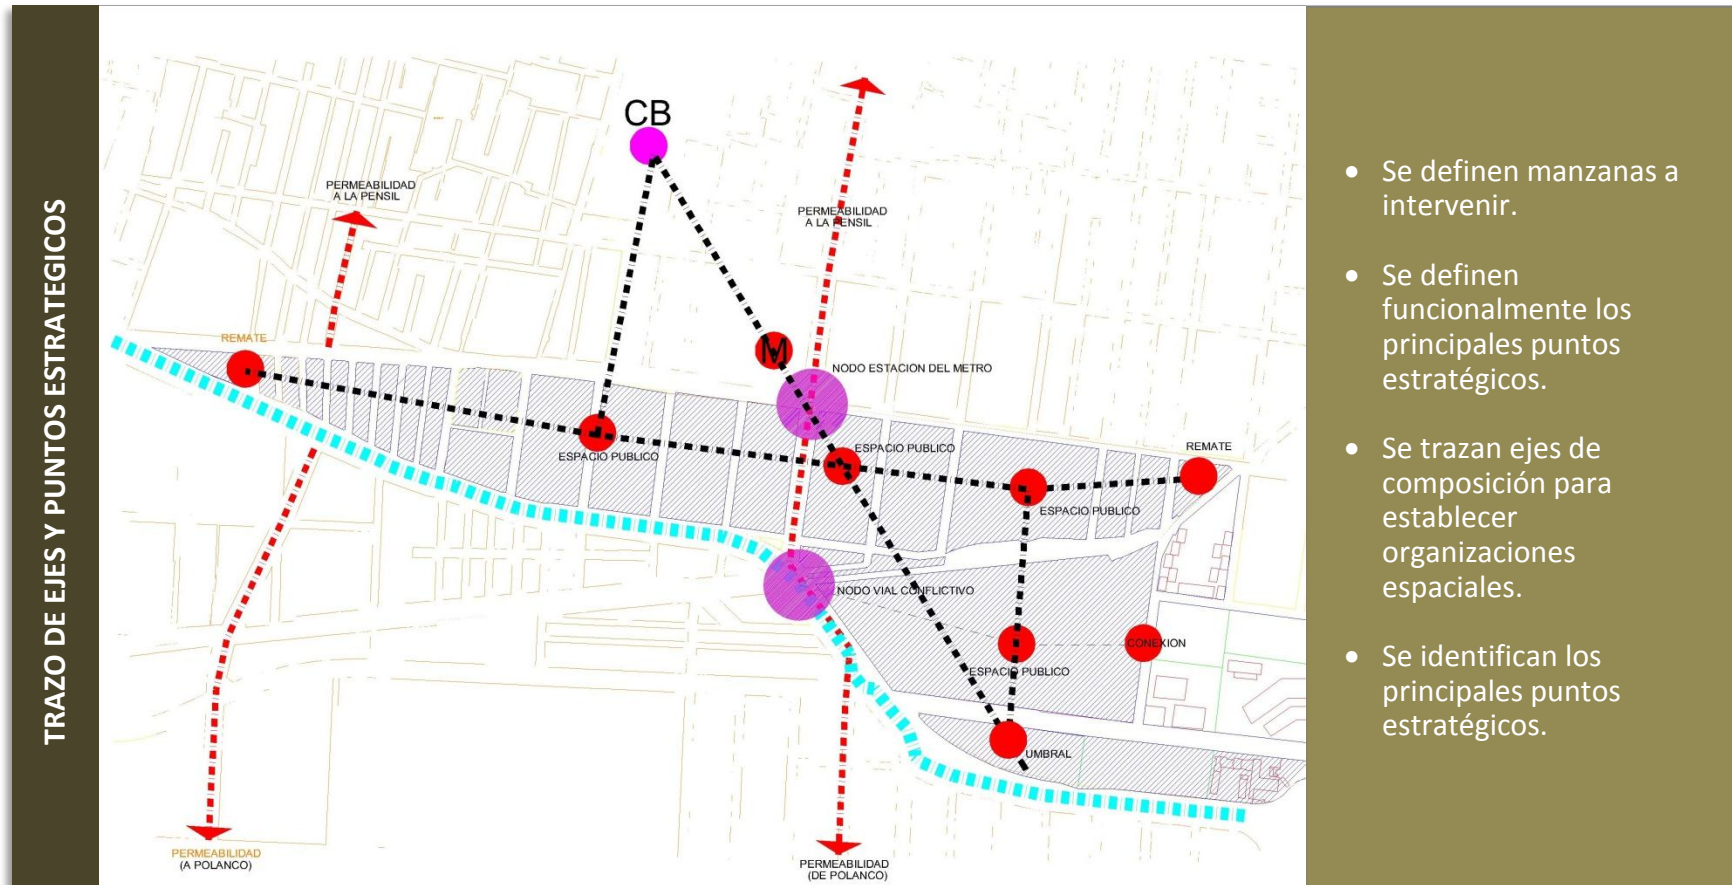 TRAZO DE EJES Y PUNTOS ESTRATEGICOS
CB
PERMEABILIDAD
A LA PENSIL
PERMEABILIDAD
A LA PENSIL
REMATE
M
NODO ESTACION DEL METRO
ESPACIO PUBLICO
ESPACIO PUBLICO
REMATE
ESPACIO PUBLICO
NODO VIAL CONFLICTIVO
CONEXION
ESPACIO PUBLICO
UMBRAL
PERMEABILIDAD
(A POLANCO)
PERMEABILIDAD
(DE POLANCO)
• Se definen manzanas a
intervenir.
• Se definen
funcionalmente los
principales puntos
estratégicos.
• Se trazan ejes de
composición para
establecer
organizaciones
espaciales.
• Se identifican los
principales puntos
estratégicos.